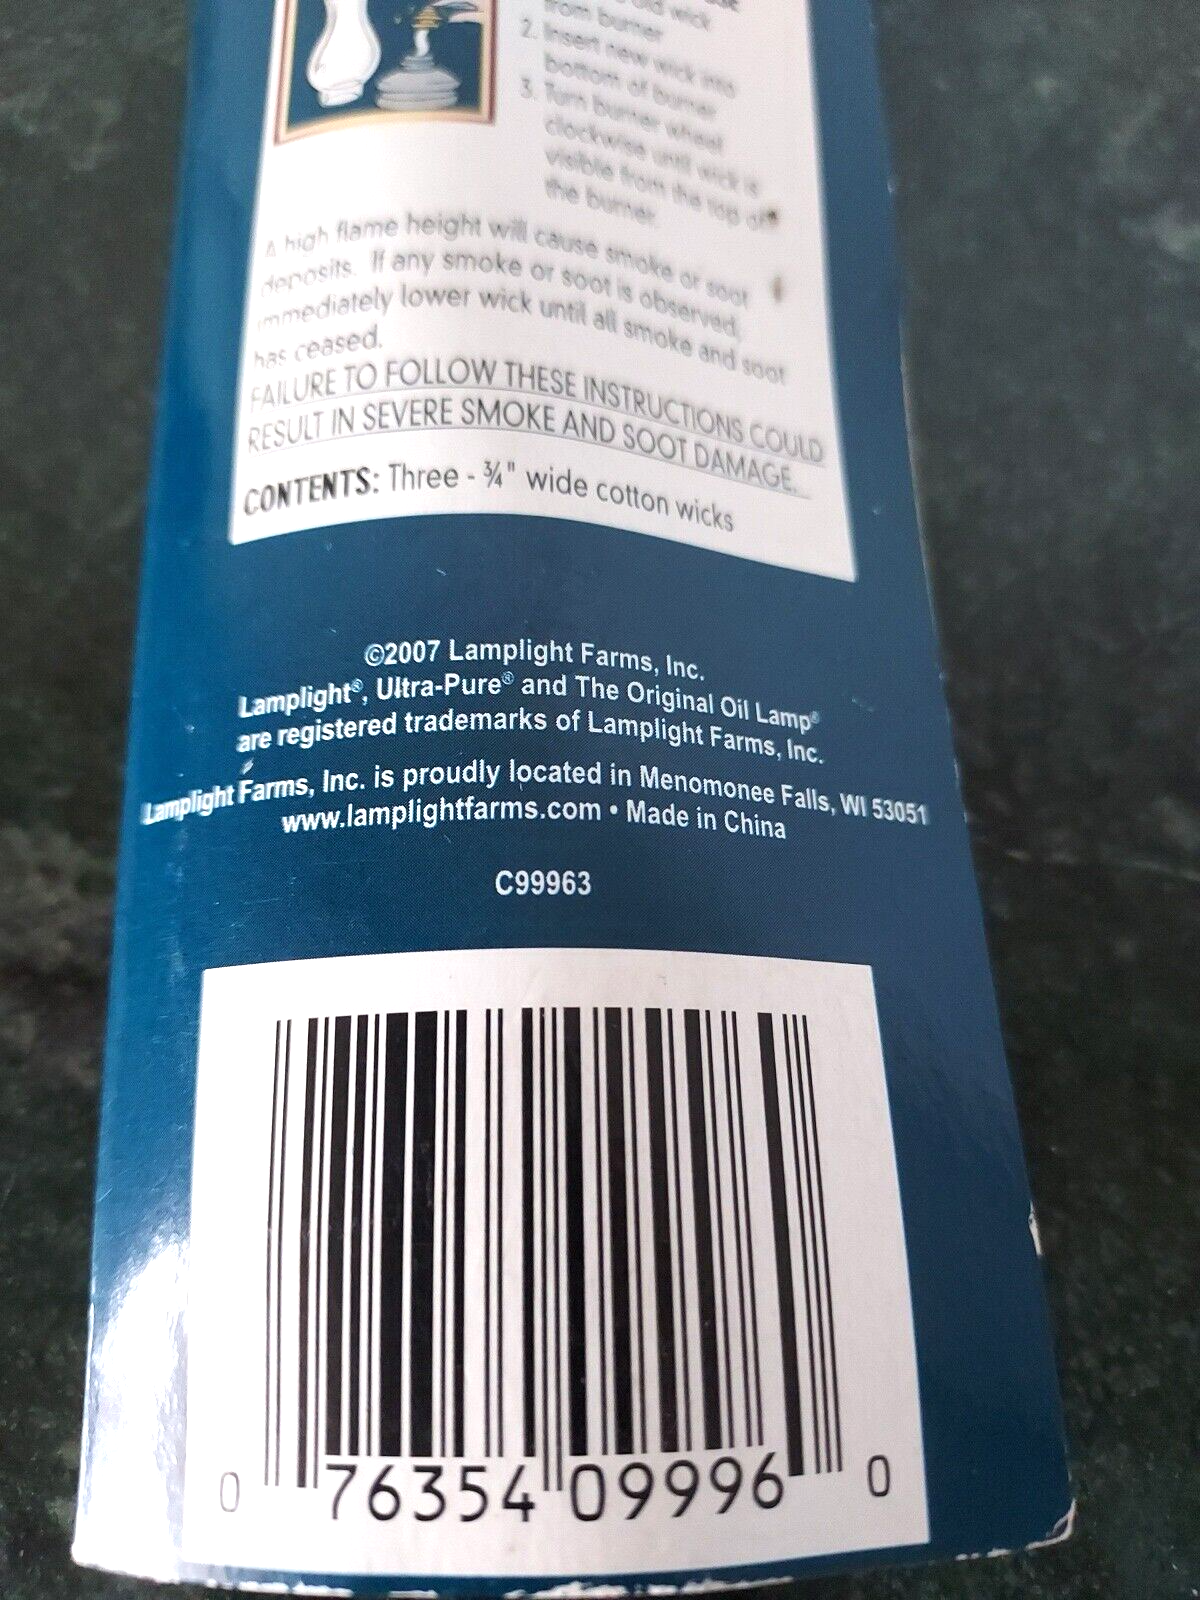 old wick
from burner
2. Insert new wick into
bottom of burner
3. Turn burner wheel
clockwise until wick is
visible from the top of
the burner.
A high flame height will cause smoke or soot
deposits. If any smoke or soot is observed,
immediately lower wick until all smoke and soot
has ceased.
FAILURE TO FOLLOW THESE INSTRUCTIONS COULD
RESULT IN SEVERE SMOKE AND SOOT DAMAGE.
CONTENTS: Three - ¾" wide cotton wicks
©2007 Lamplight Farms, Inc.
Lamplight®, Ultra-Pure® and The Original Oil Lamp®
are registered trademarks of Lamplight Farms, Inc.
Lamplight Farms, Inc. is proudly located in Menomonee Falls, WI 53051
www.lamplightfarms.com • Made in China
C99963
0 76354 09996 0